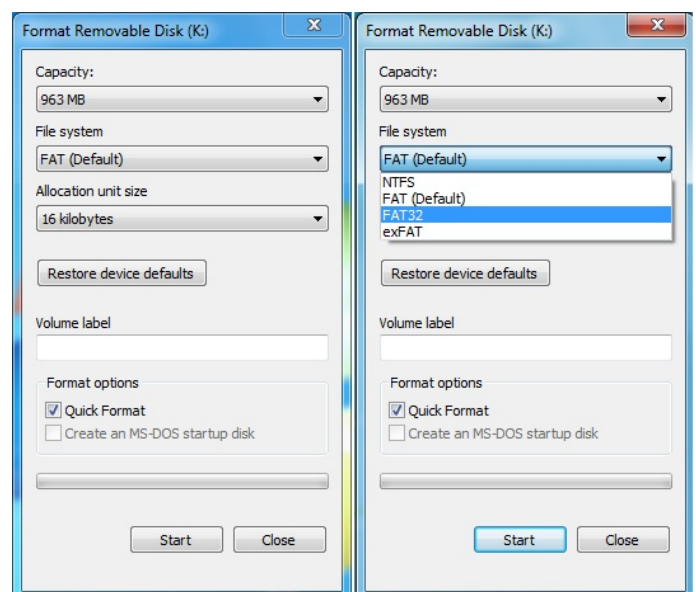 Format Removable Disk (K:)
X
Capacity:
963 MB
File system
FAT (Default)
Allocation unit size
16 kilobytes
Restore device defaults
Volume label
Format options
Quick Format
Create an MS-DOS startup disk
Start Close
Format Removable Disk (K:)
X
Capacity:
963 MB
File system
FAT (Default)
NTFS
FAT (Default)
FAT32
exFAT
Restore device defaults
Volume label
Format options
Quick Format
Create an MS-DOS startup disk
Start Close